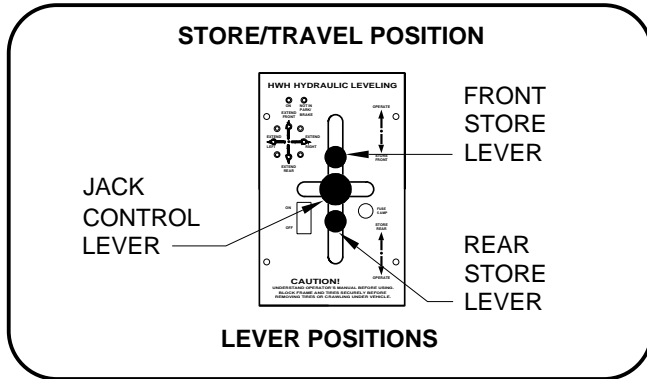 STORE/TRAVEL POSITION
HWH HYDRAULIC LEVELING
ON
NOT IN
PARK/
BRAKE
EXTEND
FRONT
EXTEND
LEFT
EXTEND
RIGHT
EXTEND
REAR
OPERATE
STORE
FRONT
FRONT
STORE
LEVER
JACK
CONTROL
LEVER
ON
OFF
FUSE
STORE
REAR
OPERATE
REAR
STORE
LEVER
CAUTION!
UNDERSTAND OPERATOR'S MANUAL BEFORE USING.
BLOCK FRAME AND TIRES SECURELY BEFORE
REMOVING TIRES OR CRAWLING UNDER VEHICLE.
LEVER POSITIONS